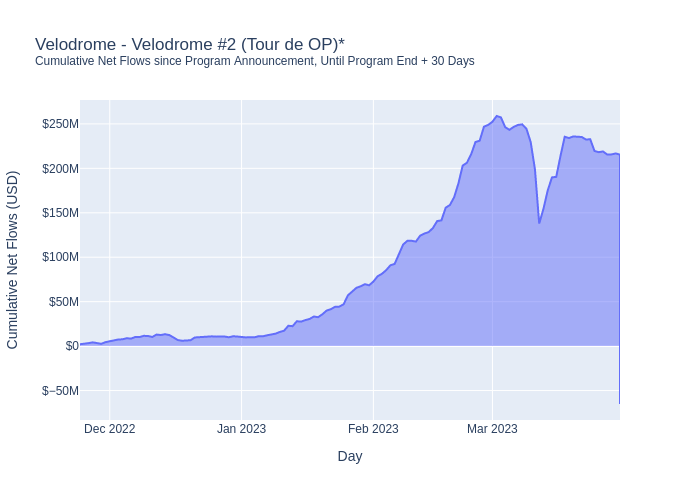 Velodrome - Velodrome #2 (Tour de OP)*
Cumulative Net Flows since Program Announcement, Until Program End + 30 Days
Cumulative Net Flows (USD)
$250M
$200M
$150M
$100M
$50M
$0
$−50M
Dec 2022
Jan 2023
Feb 2023
Mar 2023
Day